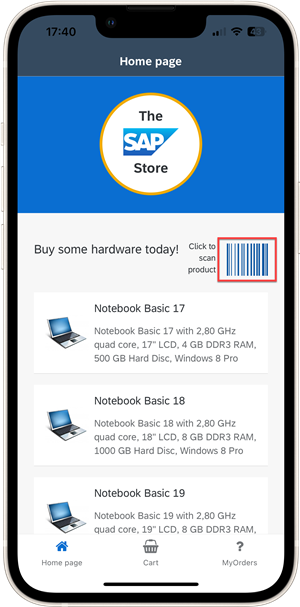 17:40
43
Home page
The
SAP
Store
Buy some hardware today!
Click to
scan
product
Notebook Basic 17
Notebook Basic 17 with 2,80 GHz
quad core, 17" LCD, 4 GB DDR3 RAM,
500 GB Hard Disc, Windows 8 Pro
Notebook Basic 18
Notebook Basic 18 with 2,80 GHz
quad core, 18" LCD, 8 GB DDR3 RAM,
1000 GB Hard Disc, Windows 8 Pro
Notebook Basic 19
Notebook Basic 19 with 2,80 GHz
quad core, 19" LCD, 8 GB DDR3 RAM,
Home page
Cart
MyOrders